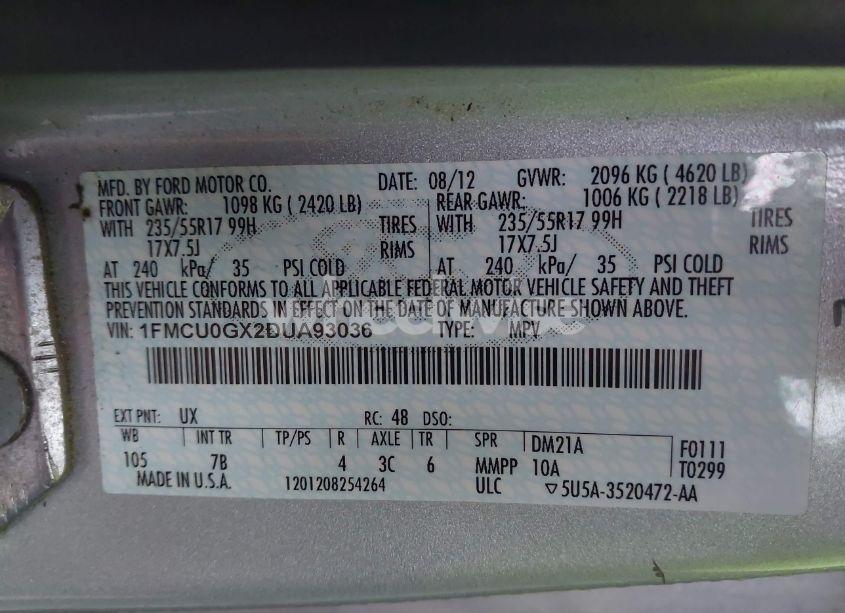 MFD. BY FORD MOTOR CO. DATE: 08/12 GVWR: 2096 KG ( 4620 LB)
FRONT GAWR: 1098 KG ( 2420 LB) REAR GAWR: 1006 KG ( 2218 LB)
WITH 235/55R17 99H TIRES WITH 235/55R17 99H TIRES
17X7.5J RIMS 17X7.5J RIMS
AT 240 kPa/ 35 PSI COLD AT 240 kPa/ 35 PSI COLD
THIS VEHICLE CONFORMS TO ALL APPLICABLE FEDERAL MOTOR VEHICLE SAFETY AND THEFT
PREVENTION STANDARDS IN EFFECT ON THE DATE OF MANUFACTURE SHOWN ABOVE.
VIN: 1FMCU0GX2DUA93036 TYPE: MPV
EXT PNT: UX RC: 48 DSO:
WB INT TR TP/PS R AXLE TR SPR DM21A F0111
105 7B 4 3C 6 MMPP 10A T0299
MADE IN U.S.A. 1201208254264 ULC ▽5U5A-3520472-AA